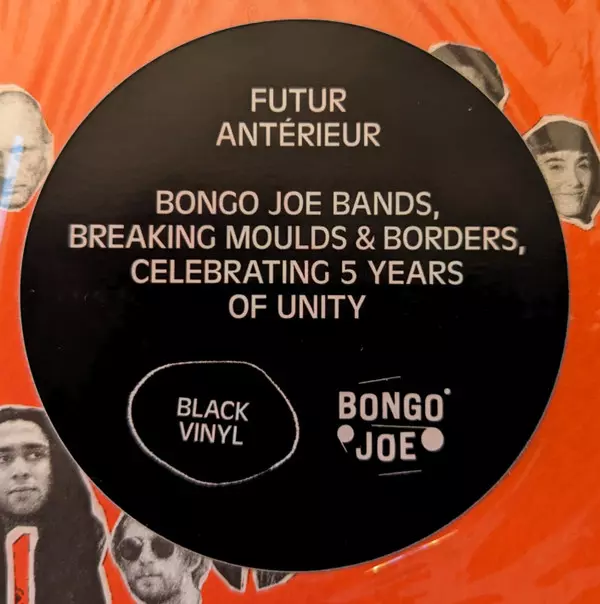 FUTUR
ANTÉRIEUR
BONGO JOE BANDS,
BREAKING MOULDS & BORDERS,
CELEBRATING 5 YEARS
OF UNITY
BLACK
VINYL
BONGO
JOE